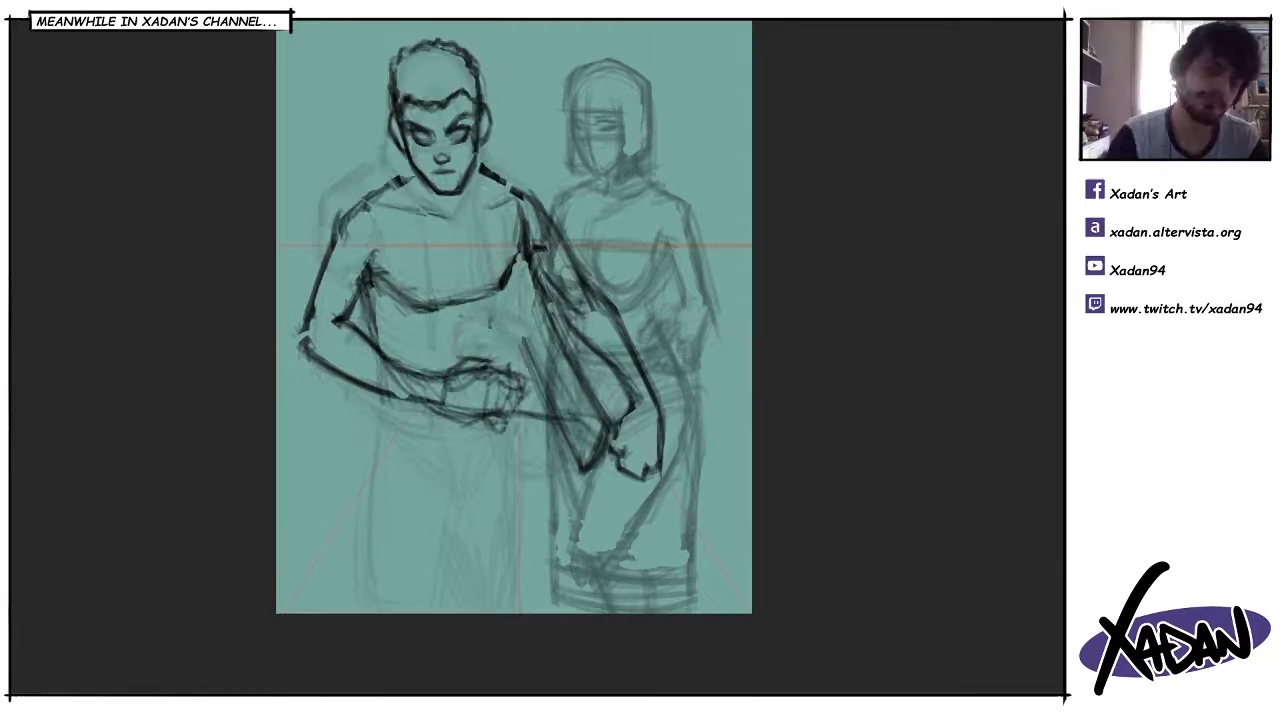 MEANWHILE IN XADAN'S CHANNEL...
Xadan's Art
xadan.altervista.org
Xadan94
www.twitch.tv/xadan94
XADAN